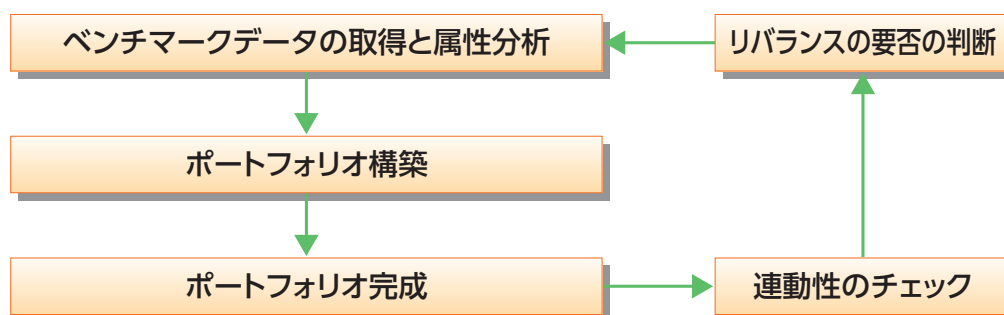 ベンチマークデータの取得と属性分析
リバランスの要否の判断
ポートフォリオ構築
ポートフォリオ完成
連動性のチェック